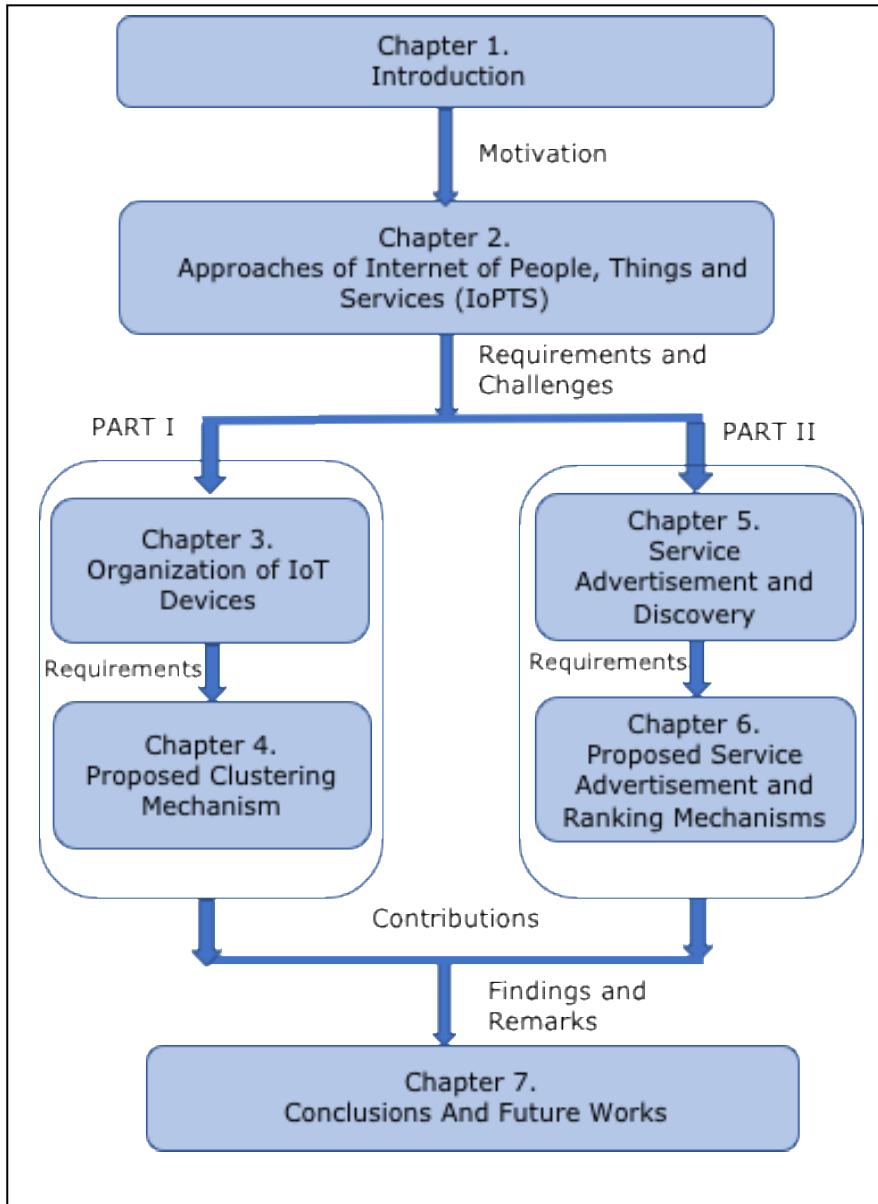 Chapter 1.
Introduction
Motivation
Chapter 2.
Approaches of Internet of People, Things and
Services (IoPTS)
Requirements and
Challenges
PART I
PART II
Chapter 3.
Organization of IoT
Devices
Requirements
Chapter 4.
Proposed Clustering
Mechanism
Chapter 5.
Service
Advertisement and
Discovery
Requirements
Chapter 6.
Proposed Service
Advertisement and
Ranking Mechanisms
Contributions
Findings and
Remarks
Chapter 7.
Conclusions And Future Works